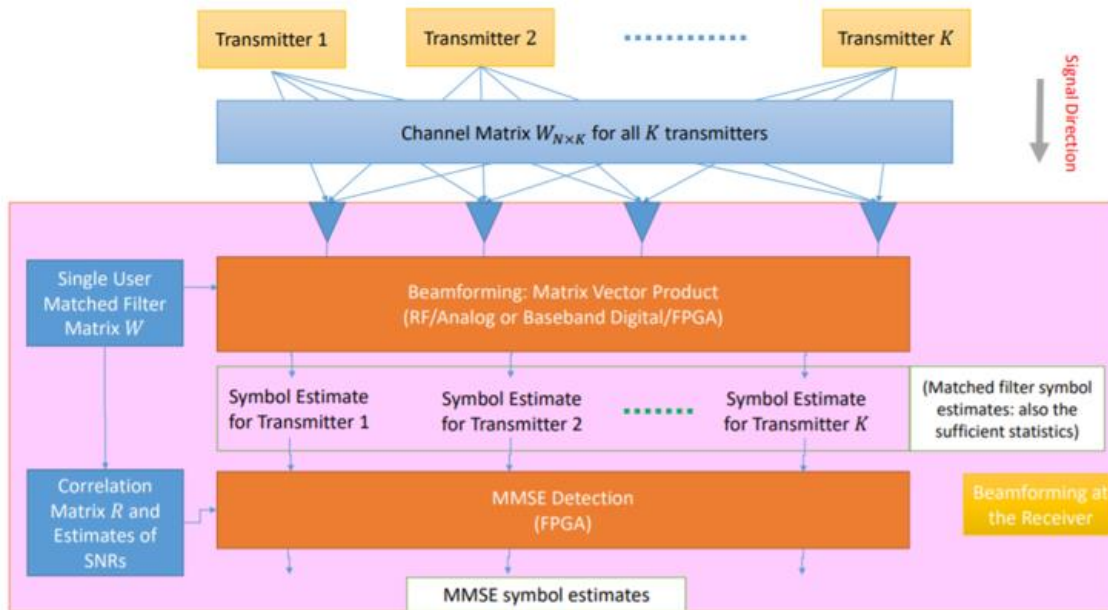 Transmitter 1
Transmitter 2
Transmitter K
Signal Direction
Channel Matrix W_{N×K} for all K transmitters
Single User
Matched Filter
Matrix W
Beamforming: Matrix Vector Product
(RF/Analog or Baseband Digital/FPGA)
Symbol Estimate
for Transmitter 1
Symbol Estimate
for Transmitter 2
Symbol Estimate
for Transmitter K
(Matched filter symbol
estimates: also the
sufficient statistics)
Correlation
Matrix R and
Estimates of
SNRs
MMSE Detection
(FPGA)
Beamforming at
the Receiver
MMSE symbol estimates